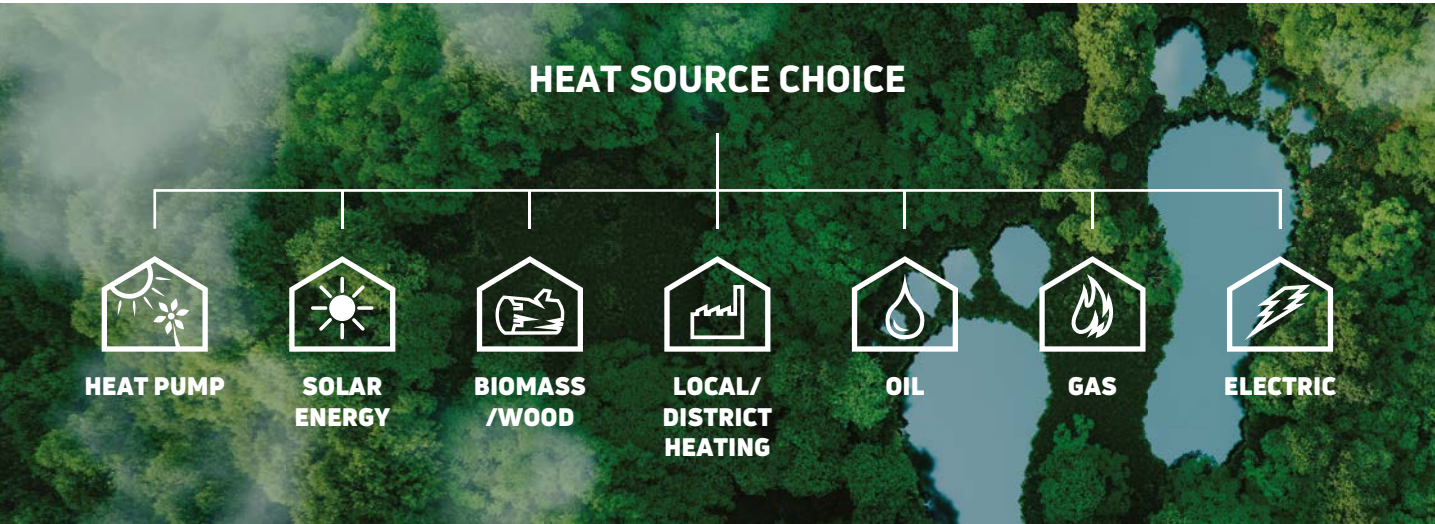 HEAT SOURCE CHOICE
HEAT PUMP
SOLAR
ENERGY
BIOMASS
/WOOD
LOCAL/
DISTRICT
HEATING
OIL
GAS
ELECTRIC